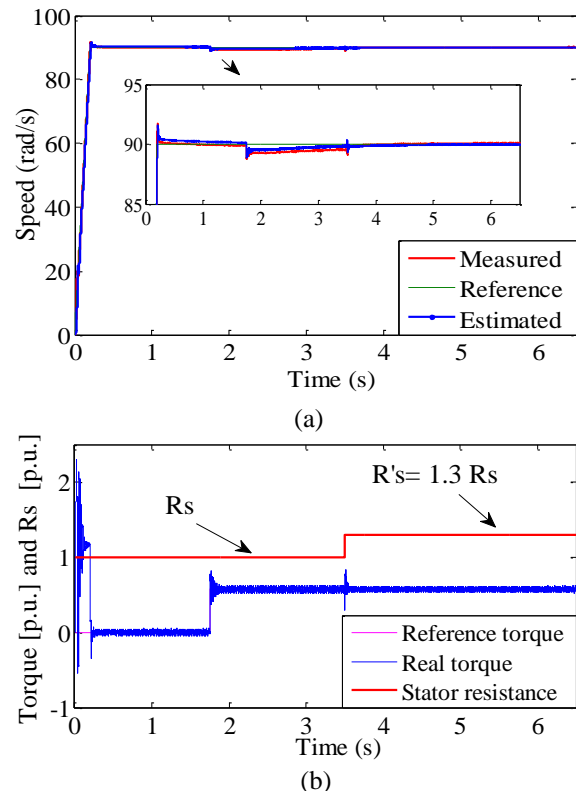 100
80
60
40
20
0
Speed (rad/s)
95
90
85
0 1 2 3 4 5 6
Measured
Reference
Estimated
0 1 2 3 4 5 6
Time (s)
(a)
Torque [p.u.] and Rs [p.u.]
2
1
0
-1
Rs
R's= 1.3 Rs
Reference torque
Real torque
Stator resistance
0 1 2 3 4 5 6
Time (s)
(b)